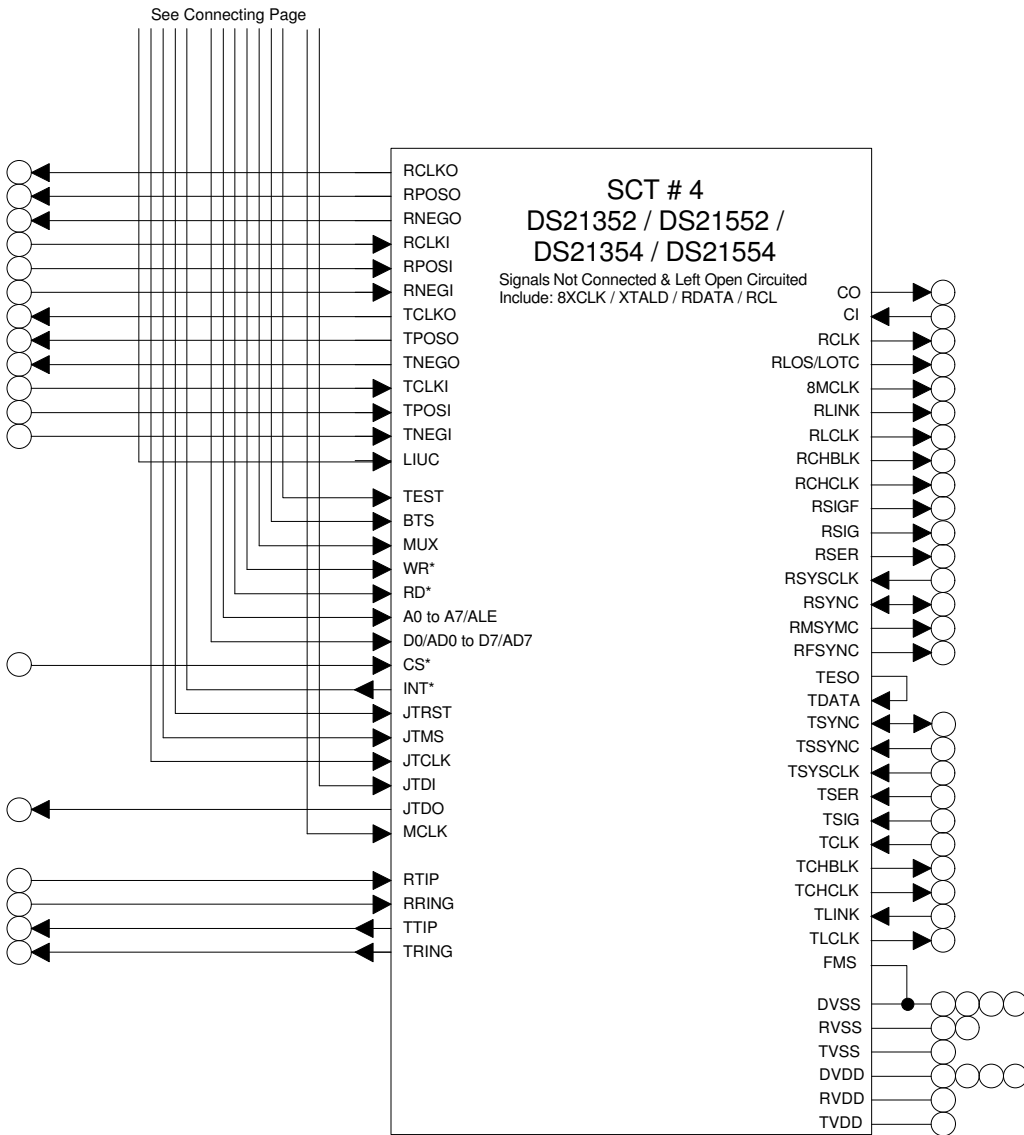 See Connecting Page
SCT # 4
DS21352 / DS21552 /
DS21354 / DS21554
Signals Not Connected & Left Open Circuited
Include: 8XCLK / XTALD / RDATA / RCL
RCLKO
RPOSO
RNEGO
RCLKI
RPOSI
RNEGI
TCLKO
TPOSO
TNEGO
TCLKI
TPOSI
TNEGI
LIUC
TEST
BTS
MUX
WR*
RD*
A0 to A7/ALE
D0/AD0 to D7/AD7
CS*
INT*
JTRST
JTMS
JTCLK
JTDI
JTDO
MCLK
RTIP
RRING
TTIP
TRING
CO
CI
RCLK
RLOS/LOTC
8MCLK
RLINK
RLCLK
RCHBLK
RCHCLK
RSIGF
RSIG
RSER
RSYSCLK
RSYNC
RMSYMC
RFSYNC
TESO
TDATA
TSYNC
TSSYNC
TSYSCLK
TSER
TSIG
TCLK
TCHBLK
TCHCLK
TLINK
TLCLK
FMS
DVSS
RVSS
TVSS
DVDD
RVDD
TVDD